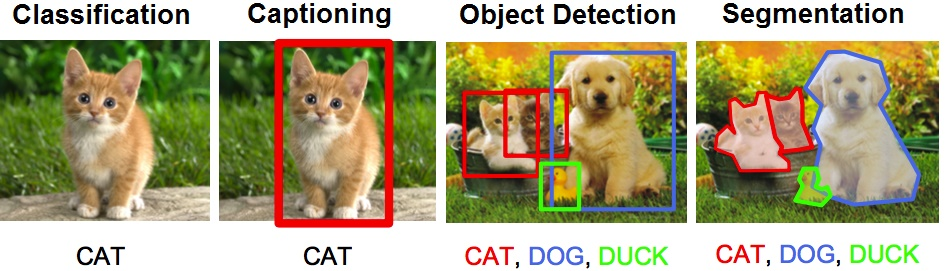 Classification
CAT
Captioning
CAT
Object Detection
CAT, DOG, DUCK
Segmentation
CAT, DOG, DUCK